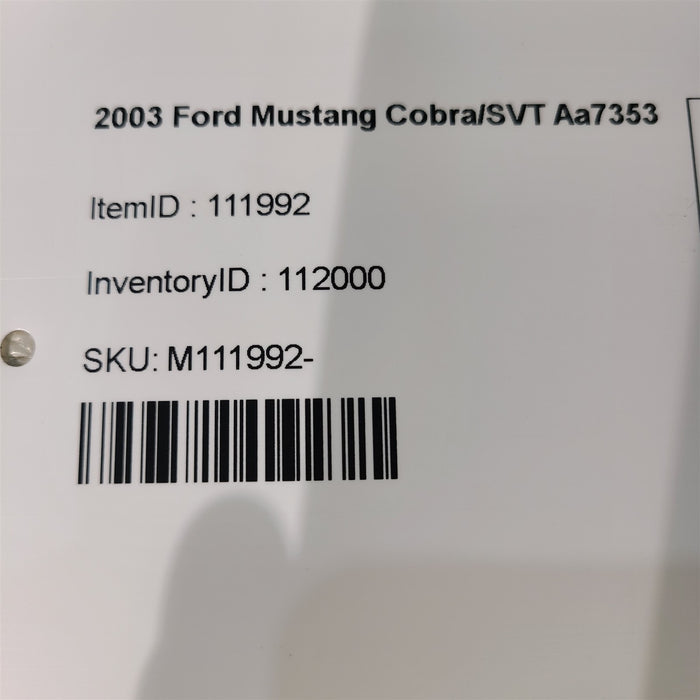 2003 Ford Mustang Cobra/SVT Aa7353
ItemID : 111992
InventoryID : 112000
SKU: M111992-